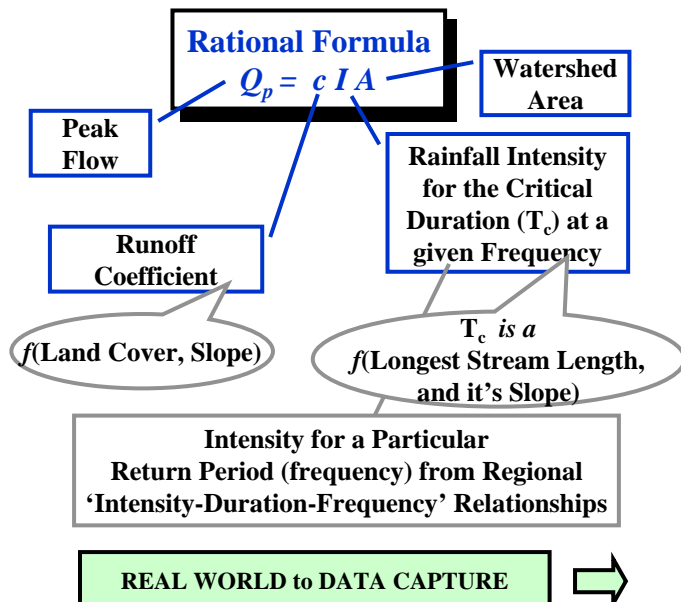 Rational Formula
Qp = c I A
Watershed
Area
Peak
Flow
Rainfall Intensity
for the Critical
Duration (Tc) at a
given Frequency
Runoff
Coefficient
f(Land Cover, Slope)
Tc is a
f(Longest Stream Length,
and it's Slope)
Intensity for a Particular
Return Period (frequency) from Regional
‘Intensity-Duration-Frequency’ Relationships
REAL WORLD to DATA CAPTURE